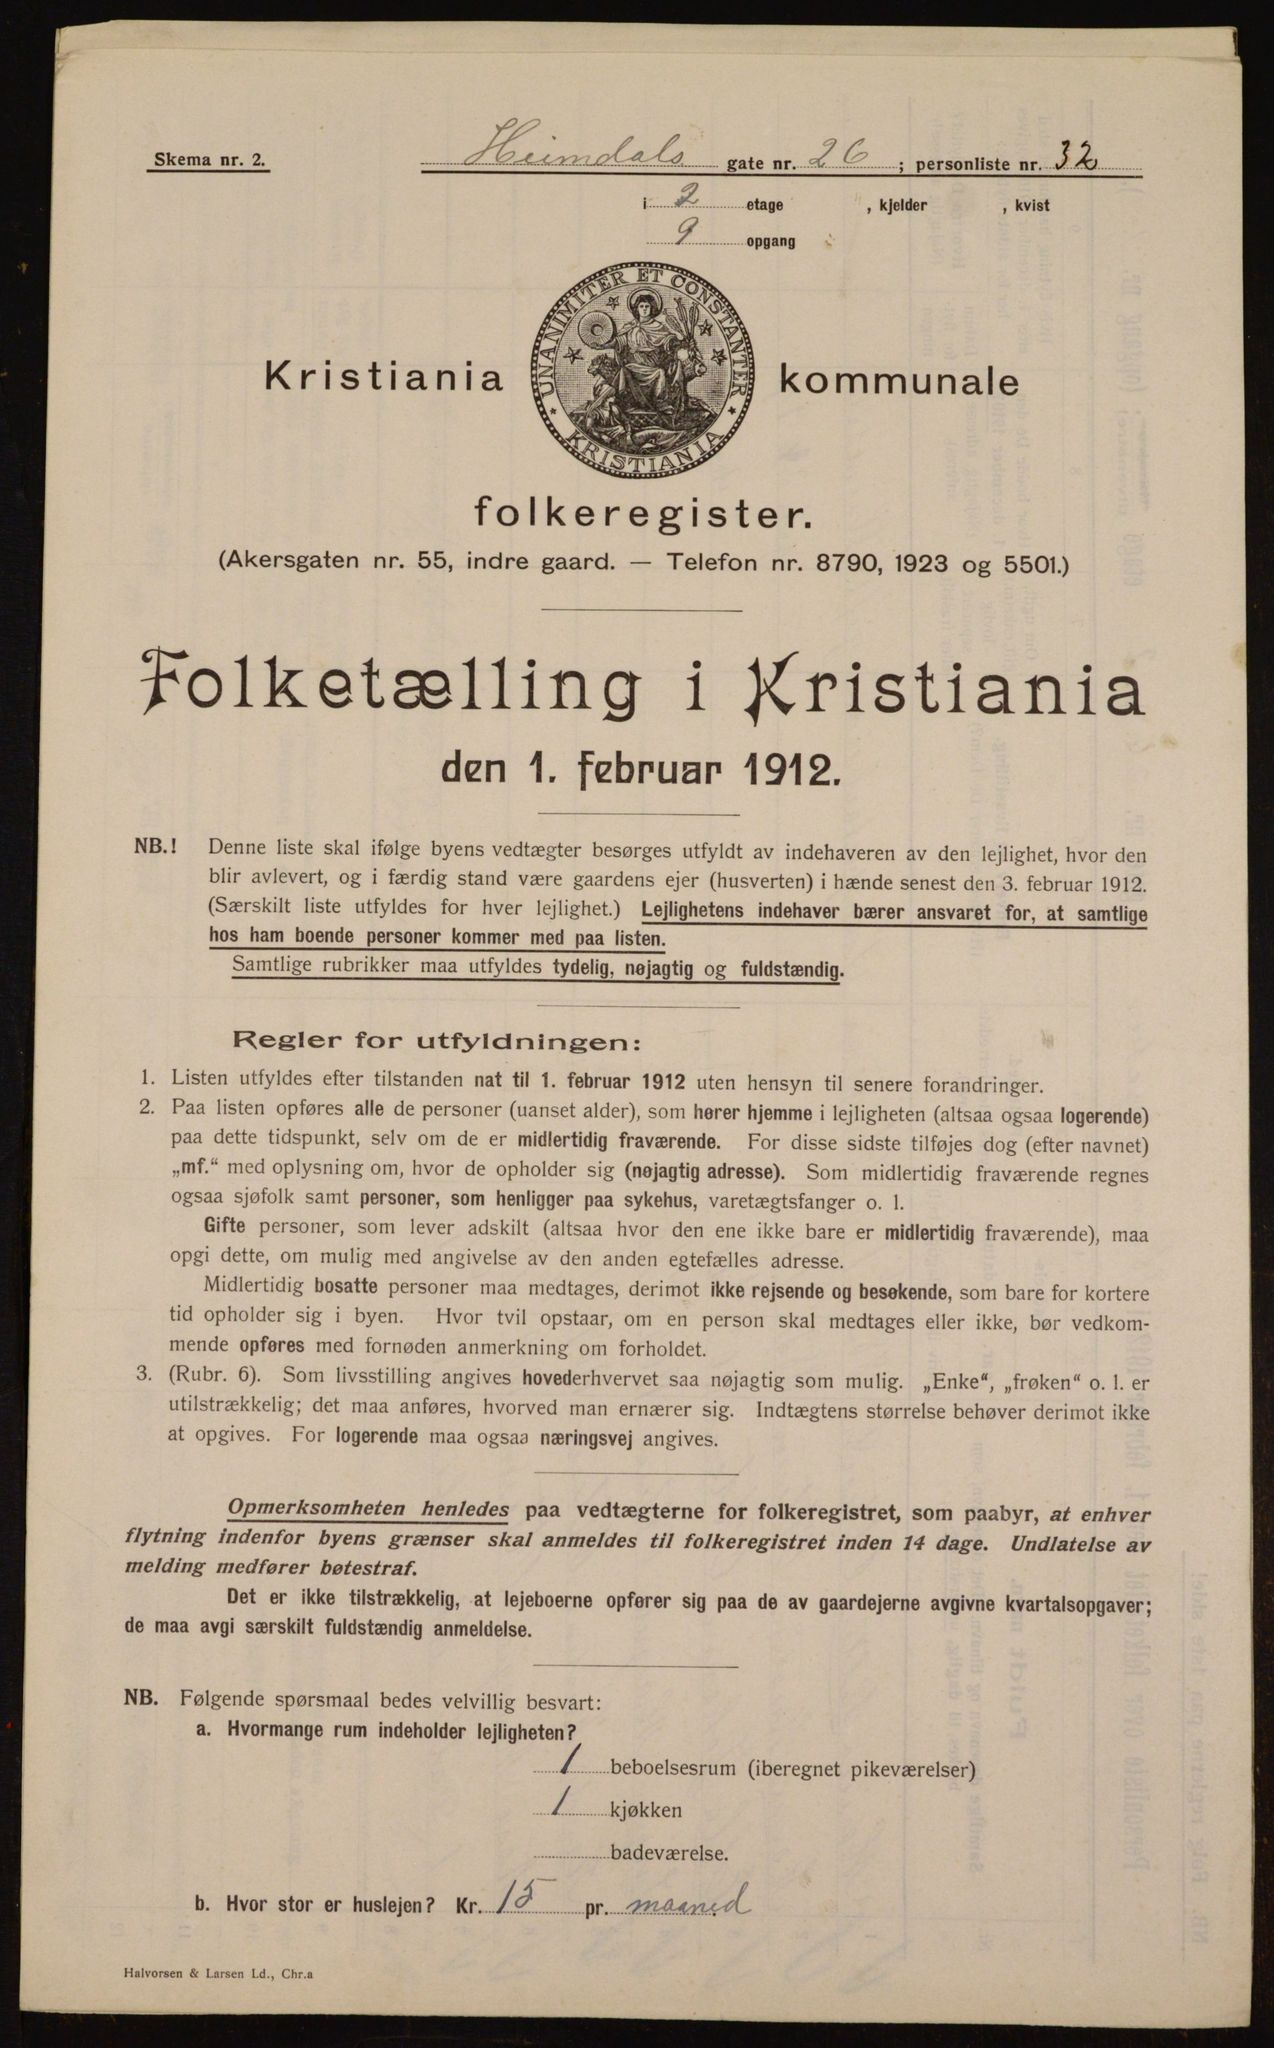 Skema nr. 2.
Heimdals gate nr. 26 ; personliste nr. 32
i 2 etage , kjelder , kvist
9 opgang
UNANIMITER ET CONSTANTER
KRISTIANIA
Kristiania kommunale
folkeregister.
(Akersgaten nr. 55, indre gaard. — Telefon nr. 8790, 1923 og 5501.)
Folketælling i Kristiania
den 1. februar 1912.
NB.! Denne liste skal ifølge byens vedtægter besørges utfyldt av indehaveren av den lejlighet, hvor den
blir avlevert, og i færdig stand være gaardens ejer (husverten) i hænde senest den 3. februar 1912.
(Særskilt liste utfyldes for hver lejlighet.) Lejlighetens indehaver bærer ansvaret for, at samtlige
hos ham boende personer kommer med paa listen.
Samtlige rubrikker maa utfyldes tydelig, nøjagtig og fuldstændig.
Regler for utfyldningen:
1. Listen utfyldes efter tilstanden nat til 1. februar 1912 uten hensyn til senere forandringer.
2. Paa listen opføres alle de personer (uanset alder), som hører hjemme i lejligheten (altsaa ogsaa logerende)
paa dette tidspunkt, selv om de er midlertidig fraværende. For disse sidste tilføjes dog (efter navnet)
„mf.“ med oplysning om, hvor de opholder sig (nøjagtig adresse). Som midlertidig fraværende regnes
ogsaa sjøfolk samt personer, som henligger paa sykehus, varetægtsfanger o. l.
Gifte personer, som lever adskilt (altsaa hvor den ene ikke bare er midlertidig fraværende), maa
opgi dette, om mulig med angivelse av den anden egtefælles adresse.
Midlertidig bosatte personer maa medtages, derimot ikke rejsende og besøkende, som bare for kortere
tid opholder sig i byen. Hvor tvil opstaar, om en person skal medtages eller ikke, bør vedkom-
mende opføres med fornøden anmerkning om forholdet.
3. (Rubr. 6). Som livsstilling angives hovederhvervet saa nøjagtig som mulig. „Enke“, „frøken“ o. l. er
utilstrækkelig; det maa anføres, hvorved man ernærer sig. Indtægtens størrelse behøver derimot ikke
at opgives. For logerende maa ogsaa næringsvej angives.
Opmerksomheten henledes paa vedtægterne for folkeregistret, som paabyr, at enhver
flytning indenfor byens grænser skal anmeldes til folkeregistret inden 14 dage. Undlatelse av
melding medfører bøtestraf.
Det er ikke tilstrækkelig, at lejeboerne opfører sig paa de av gaardejerne avgivne kvartalsopgaver;
de maa avgi særskilt fuldstændig anmeldelse.
NB. Følgende spørsmaal bedes velvillig besvart:
a. Hvormange rum indeholder lejligheten?
1 beboelsesrum (iberegnet pikeværelser)
1 kjøkken
badeværelse.
b. Hvor stor er huslejen? Kr. 15 pr. maaned
Halvorsen & Larsen Ld., Chr.a